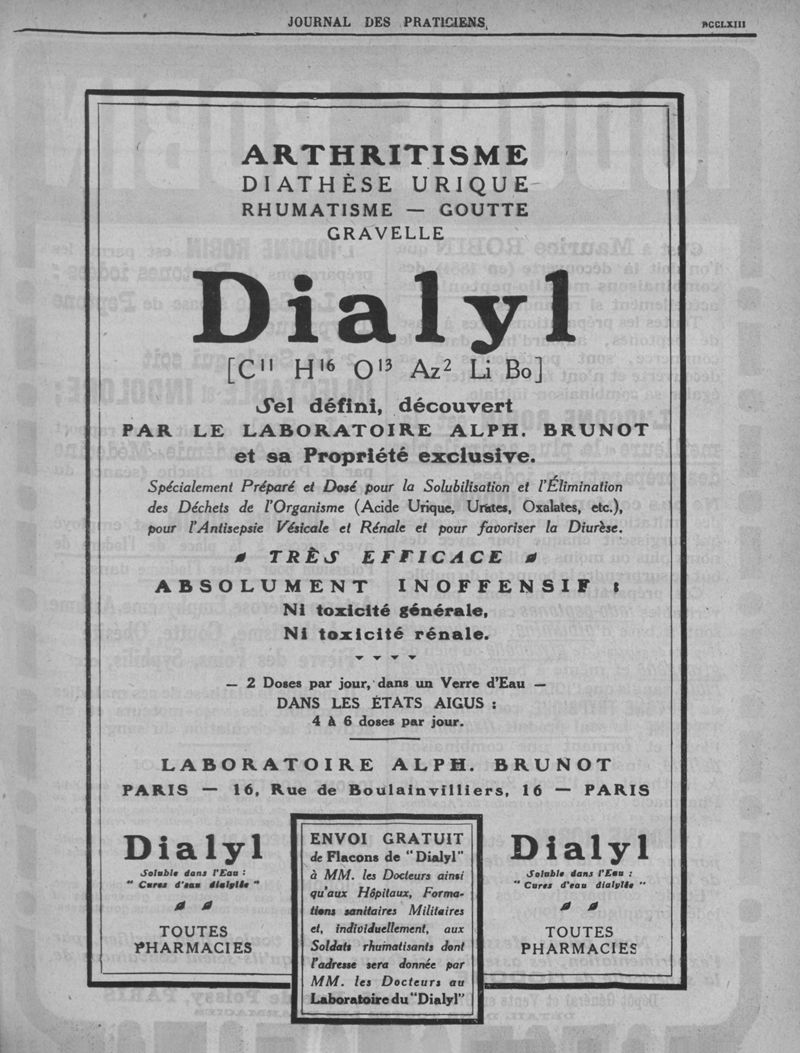 JOURNAL DES PRATICIENS
DCCLXIII
ARTHRITISME
DIATHÈSE URIQUE
RHUMATISME — GOUTTE
GRAVELLE
Dialyl
[C¹¹ H¹⁶ O¹³ Az² Li Bo]
Sel défini, découvert
PAR LE LABORATOIRE ALPH. BRUNOT
et sa Propriété exclusive.
Spécialement Préparé et Dosé pour la Solubilisation et l'Élimination
des Déchets de l'Organisme (Acide Urique, Urates, Oxalates, etc.),
pour l'Antisepsie Vésicale et Rénale et pour favoriser la Diurèse.
TRÈS EFFICACE
ABSOLUMENT INOFFENSIF :
Ni toxicité générale,
Ni toxicité rénale.
— 2 Doses par jour, dans un Verre d'Eau —
DANS LES ÉTATS AIGUS :
4 à 6 doses par jour.
LABORATOIRE ALPH. BRUNOT
PARIS — 16, Rue de Boulainvilliers, 16 — PARIS
Dialyl
Soluble dans l'Eau :
"Cures d'eau dialylée"
TOUTES
PHARMACIES
ENVOI GRATUIT
de Flacons de "Dialyl"
à MM. les Docteurs ainsi
qu'aux Hôpitaux, Forma-
tions sanitaires Militaires
et, individuellement, aux
Soldats rhumatisants dont
l'adresse sera donnée par
MM. les Docteurs au
Laboratoire du "Dialyl"
Dialyl
Soluble dans l'Eau :
"Cures d'eau dialylée"
TOUTES
PHARMACIES